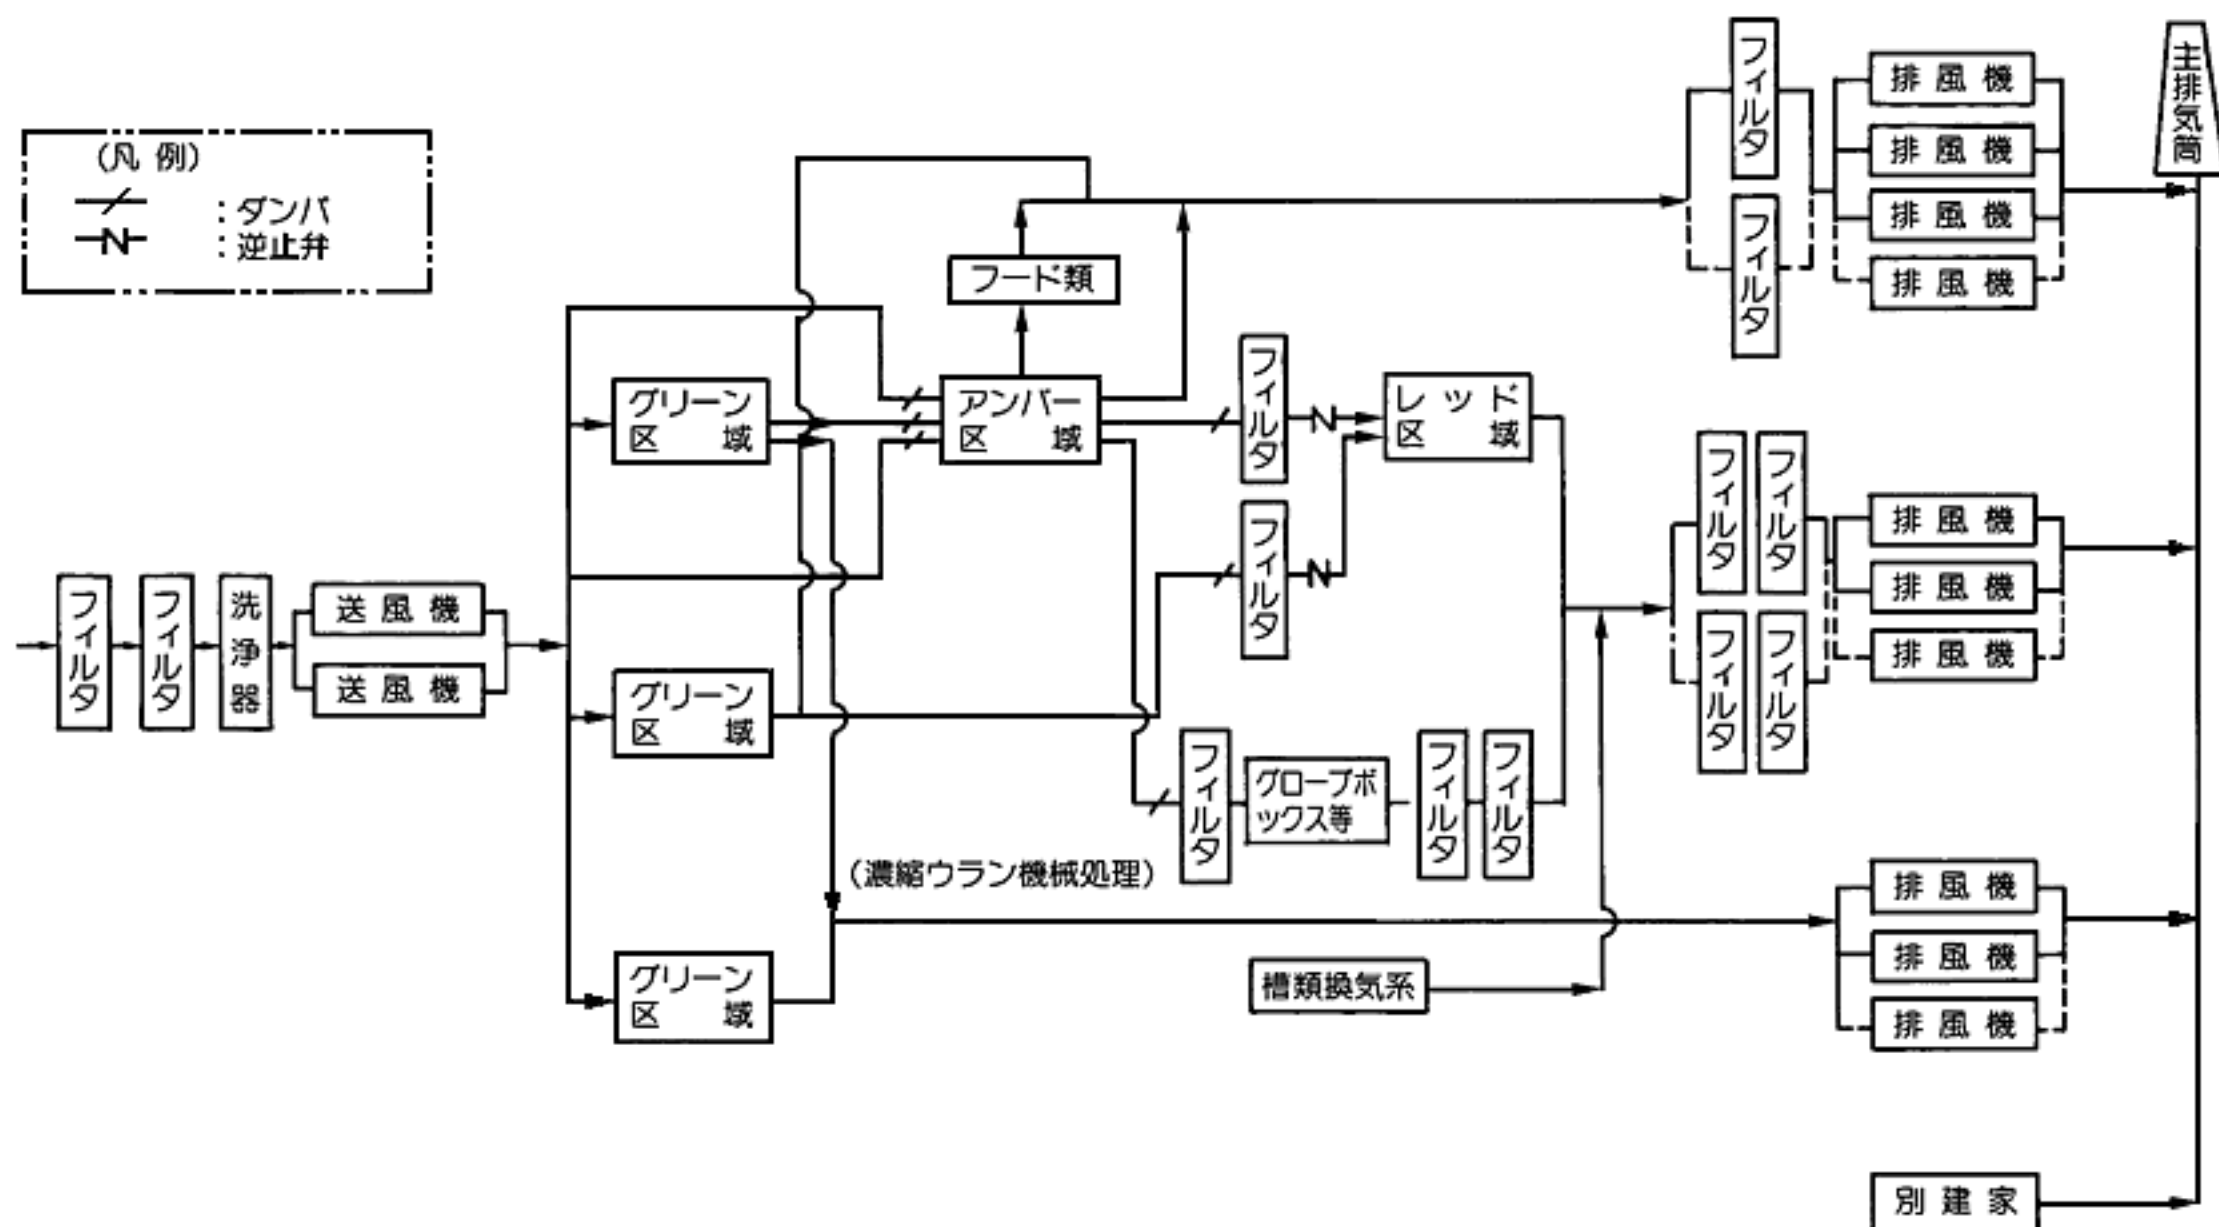 (凡 例)
：ダンパ
：逆止弁
フィルタ
フィルタ
洗浄器
送 風 機
送 風 機
グリーン
区 域
グリーン
区 域
グリーン
区 域
フード類
アンバー
区 域
フィルタ
フィルタ
レ ッ ド
区 域
フィルタ
グローブボ
ックス等
フィルタ
フィルタ
(濃縮ウラン機械処理)
槽類換気系
フィルタ
フィルタ
排 風 機
排 風 機
排 風 機
排 風 機
フィルタ
フィルタ
フィルタ
フィルタ
排 風 機
排 風 機
排 風 機
排 風 機
排 風 機
排 風 機
別 建 家
主排気筒